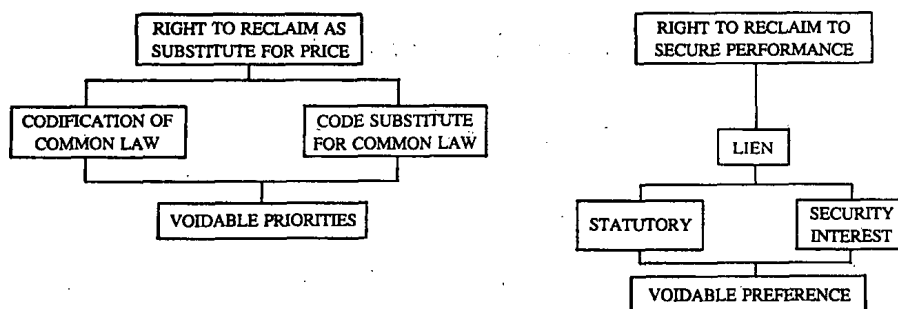 RIGHT TO RECLAIM AS
SUBSTITUTE FOR PRICE
CODIFICATION OF
COMMON LAW
CODE SUBSTITUTE
FOR COMMON LAW
VOIDABLE PRIORITIES
RIGHT TO RECLAIM TO
SECURE PERFORMANCE
LIEN
STATUTORY
SECURITY
INTEREST
VOIDABLE PREFERENCE